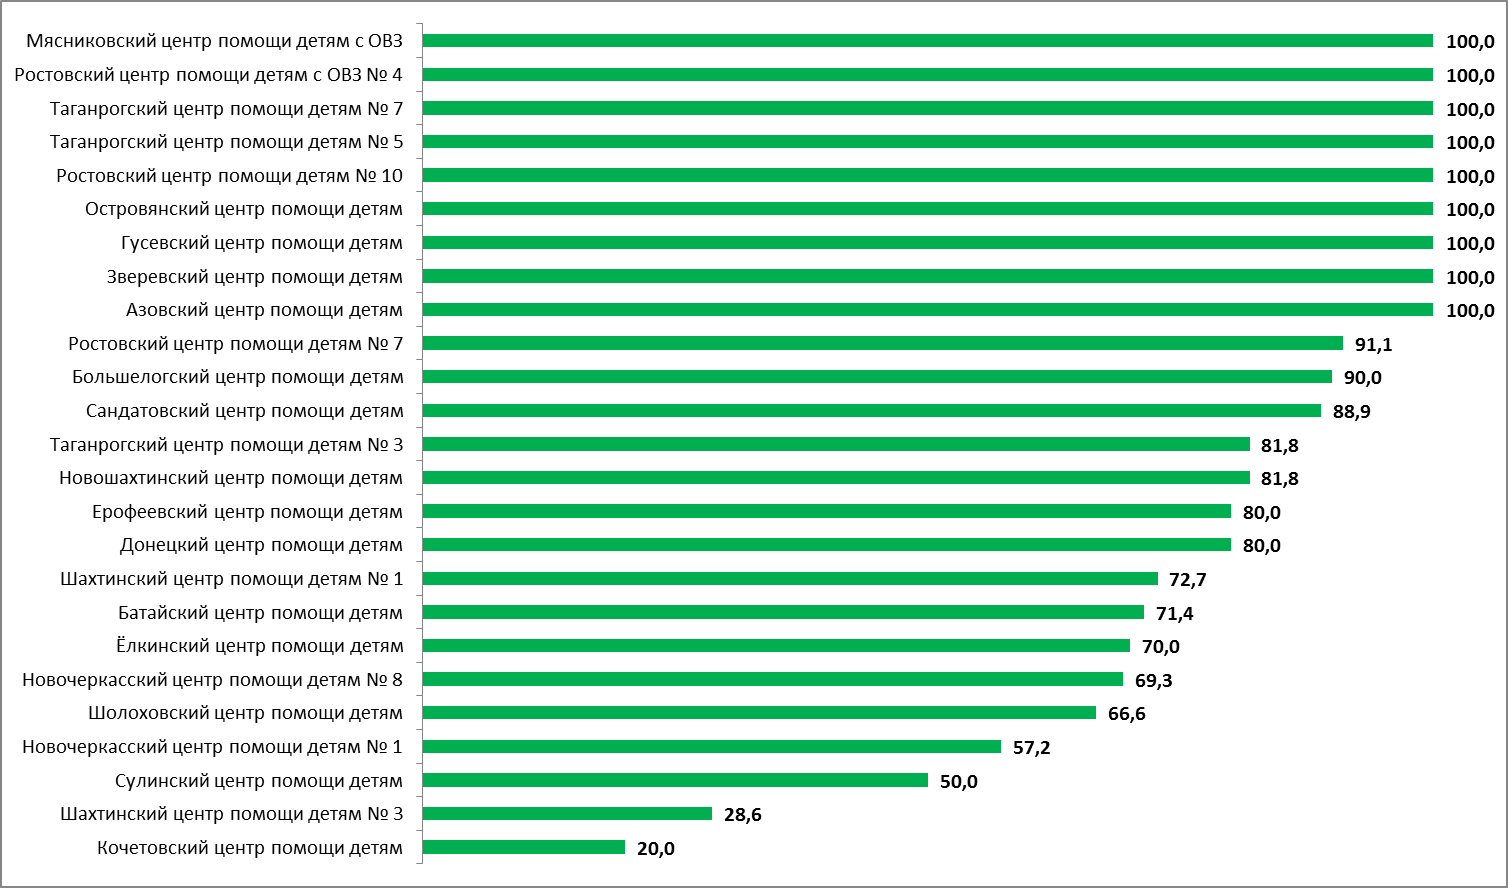 Мясниковский центр помощи детям с ОВЗ 100,0
Ростовский центр помощи детям с ОВЗ № 4 100,0
Таганрогский центр помощи детям № 7 100,0
Таганрогский центр помощи детям № 5 100,0
Ростовский центр помощи детям № 10 100,0
Островянский центр помощи детям 100,0
Гусевский центр помощи детям 100,0
Зверевский центр помощи детям 100,0
Азовский центр помощи детям 100,0
Ростовский центр помощи детям № 7 91,1
Большелогский центр помощи детям 90,0
Сандатовский центр помощи детям 88,9
Таганрогский центр помощи детям № 3 81,8
Новошахтинский центр помощи детям 81,8
Ерофеевский центр помощи детям 80,0
Донецкий центр помощи детям 80,0
Шахтинский центр помощи детям № 1 72,7
Батайский центр помощи детям 71,4
Ёлкинский центр помощи детям 70,0
Новочеркасский центр помощи детям № 8 69,3
Шолоховский центр помощи детям 66,6
Новочеркасский центр помощи детям № 1 57,2
Сулинский центр помощи детям 50,0
Шахтинский центр помощи детям № 3 28,6
Кочетовский центр помощи детям 20,0